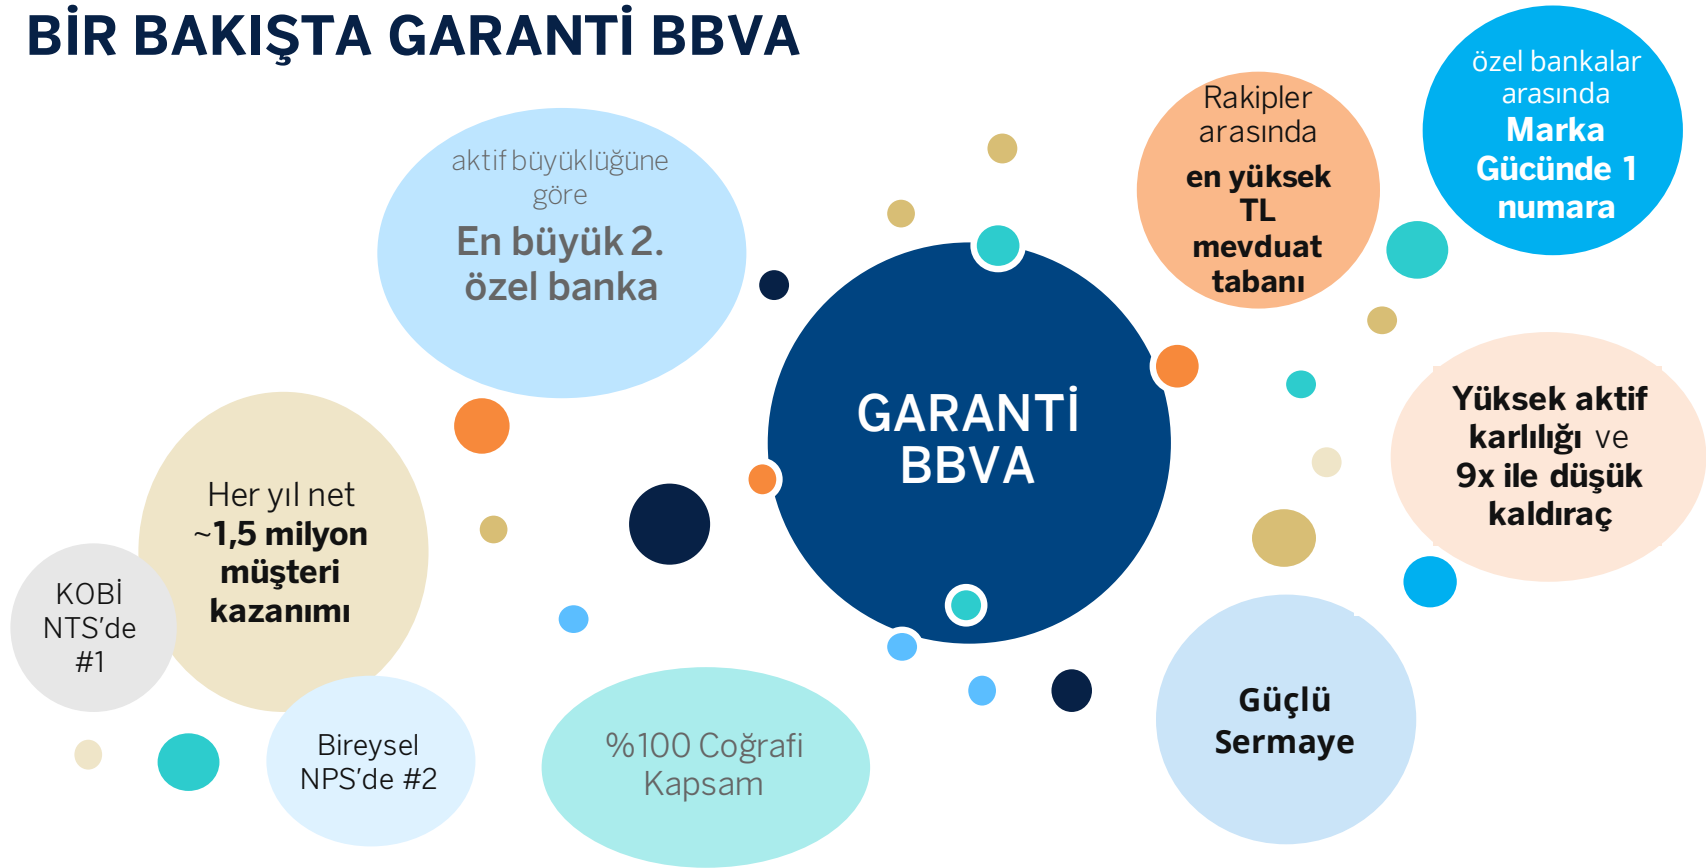 BİR BAKIŞTA GARANTİ BBVA
aktif büyüklüğüne
göre
En büyük 2.
özel banka
Rakipler
arasında
en yüksek
TL
mevduat
tabanı
özel bankalar
arasında
Marka
Gücünde 1
numara
GARANTİ
BBVA
Yüksek aktif
karlılığı ve
9x ile düşük
kaldıraç
Her yıl net
~1,5 milyon
müşteri
kazanımı
KOBİ
NTS’de
#1
Bireysel
NPS’de #2
%100 Coğrafi
Kapsam
Güçlü
Sermaye